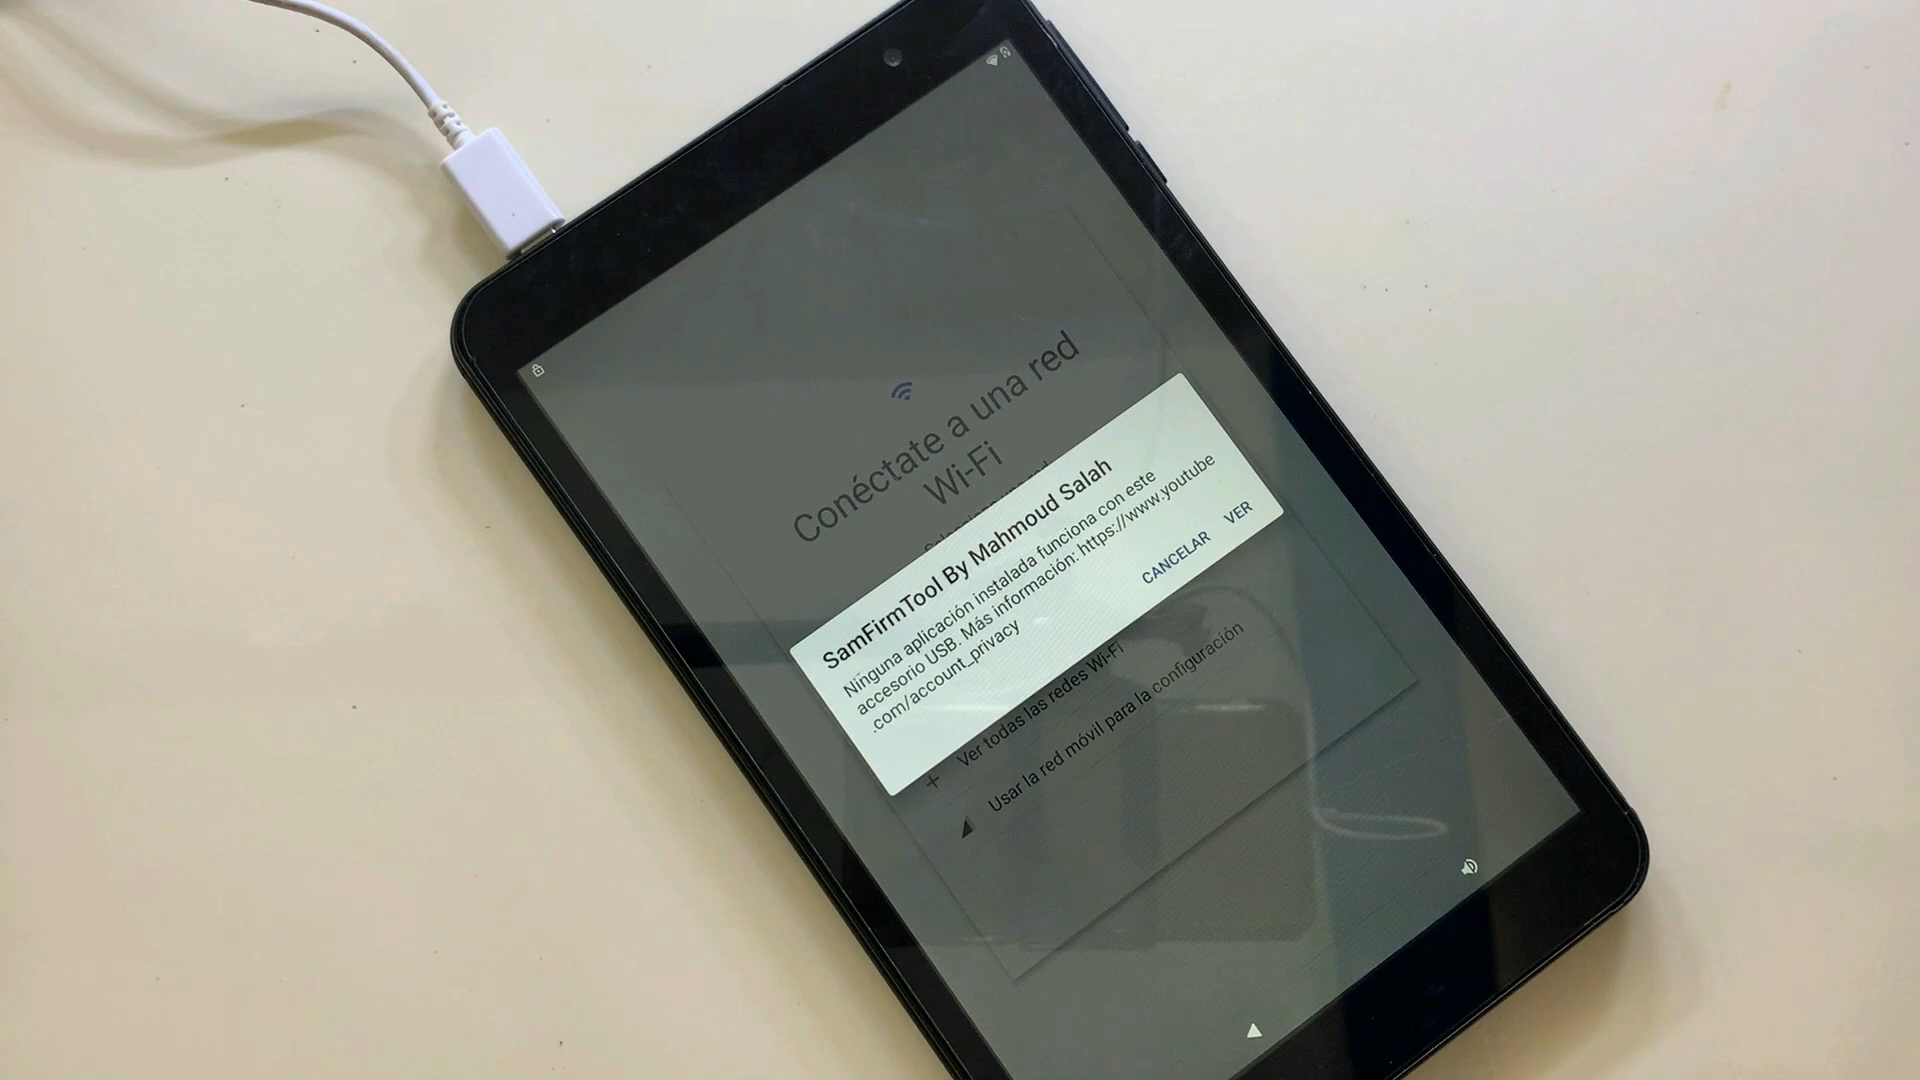 Conéctate a una red
Wi-Fi
SamFirmTool By Mahmoud Salah
Ninguna aplicación instalada funciona con este
accesorio USB. Más información: https://www.youtube
.com/account_privacy
CANCELAR VER
Ver todas las redes Wi-Fi
Usar la red móvil para la configuración